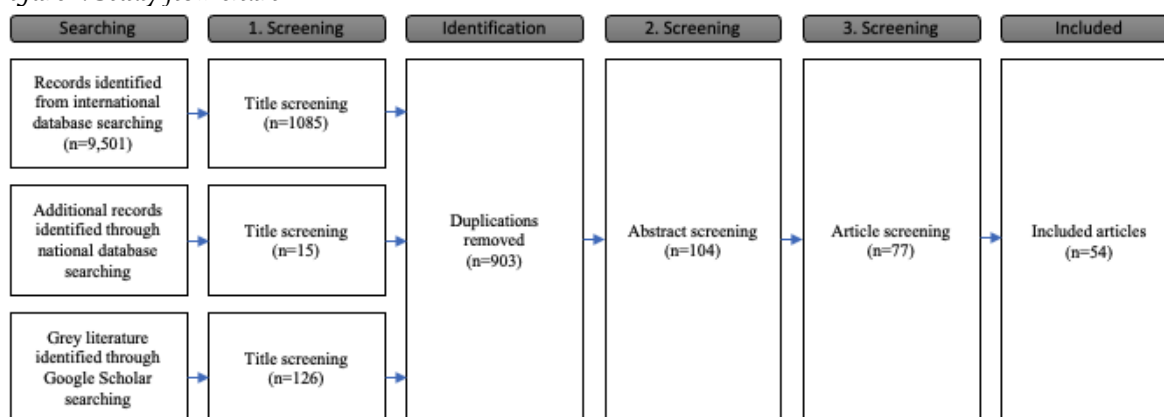 Searching
1. Screening
Identification
2. Screening
3. Screening
Included
Records identified
from international
database searching
(n=9,501)
Title screening
(n=1085)
Additional records
identified through
national database
searching
Title screening
(n=15)
Grey literature
identified through
Google Scholar
searching
Title screening
(n=126)
Duplications
removed
(n=903)
Abstract screening
(n=104)
Article screening
(n=77)
Included articles
(n=54)